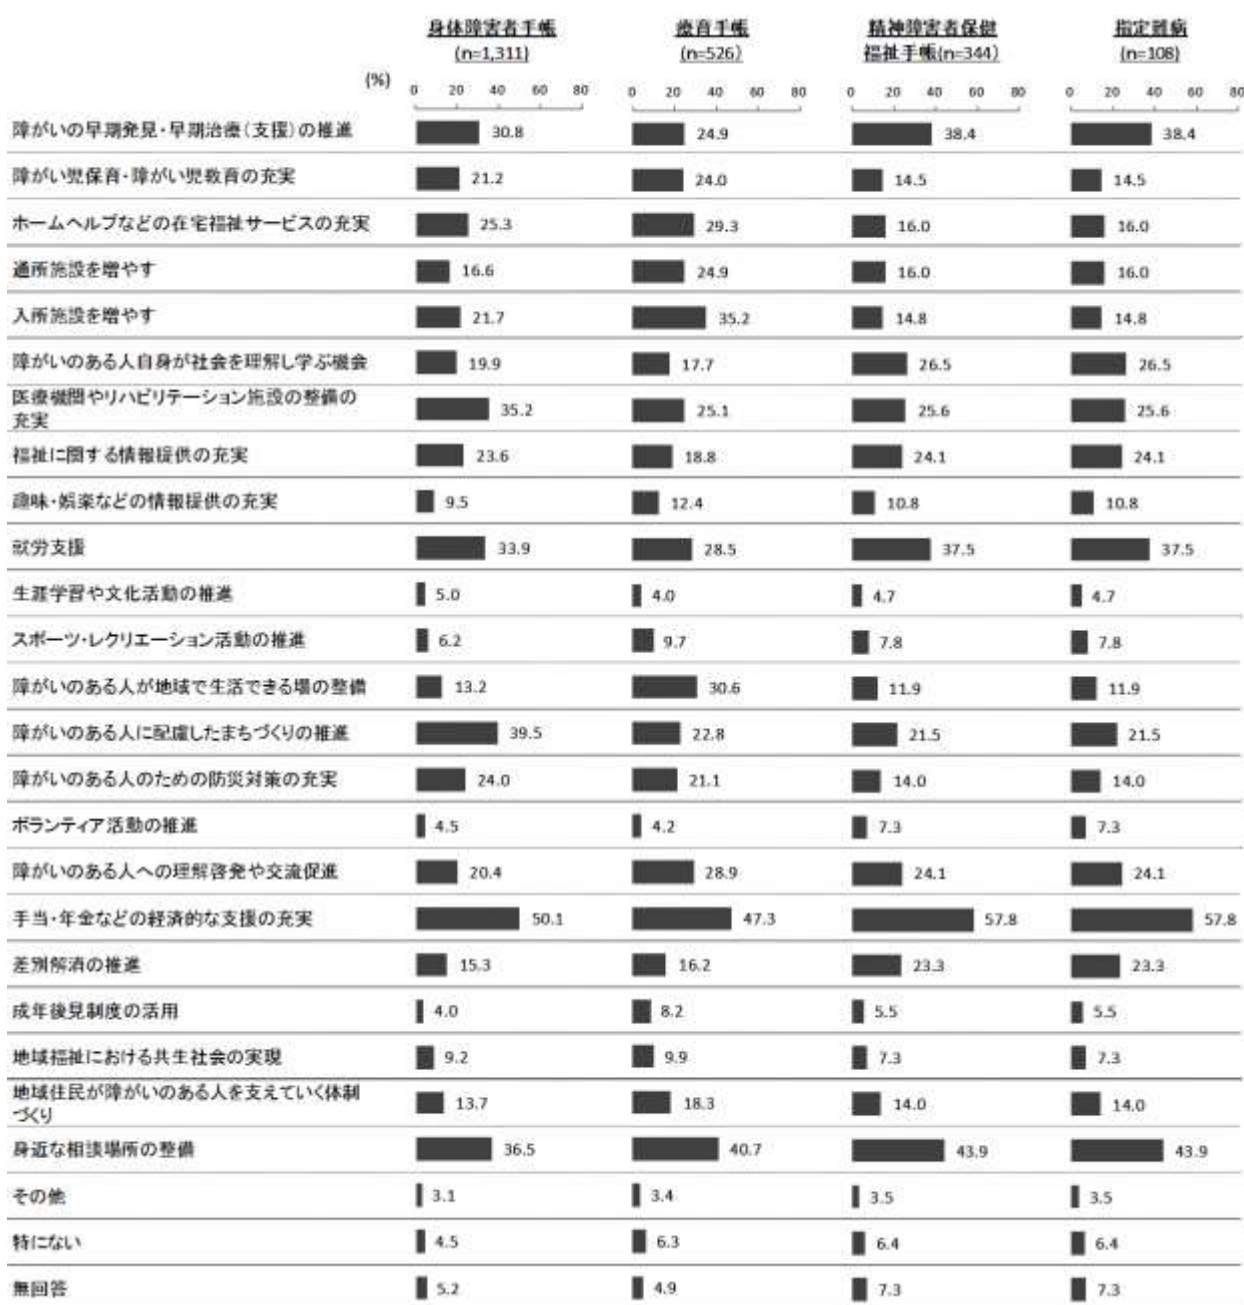 身体障害者手帳 療育手帳 精神障害者保健 指定難病
(n=1,311) (n=526) 福祉手帳(n=344) (n=108)
(%)
0 20 40 60 80 0 20 40 60 80 0 20 40 60 80 0 20 40 60 80
障がいの早期発見・早期治療(支援)の推進 30.8 24.9 38.4 38.4
障がい児保育・障がい児教育の充実 21.2 24.0 14.5 14.5
ホームヘルプなどの在宅福祉サービスの充実 25.3 29.3 16.0 16.0
通所施設を増やす 16.6 24.9 16.0 16.0
入所施設を増やす 21.7 35.2 14.8 14.8
障がいのある人自身が社会を理解し学ぶ機会 19.9 17.7 26.5 26.5
医療機関やリハビリテーション施設の整備の
充実 35.2 25.1 25.6 25.6
福祉に関する情報提供の充実 23.6 18.8 24.1 24.1
趣味・娯楽などの情報提供の充実 9.5 12.4 10.8 10.8
就労支援 33.9 28.5 37.5 37.5
生涯学習や文化活動の推進 5.0 4.0 4.7 4.7
スポーツ・レクリエーション活動の推進 6.2 9.7 7.8 7.8
障がいのある人が地域で生活できる場の整備 13.2 30.6 11.9 11.9
障がいのある人に配慮したまちづくりの推進 39.5 22.8 21.5 21.5
障がいのある人のための防災対策の充実 24.0 21.1 14.0 14.0
ボランティア活動の推進 4.5 4.2 7.3 7.3
障がいのある人への理解啓発や交流促進 20.4 28.9 24.1 24.1
手当・年金などの経済的な支援の充実 50.1 47.3 57.8 57.8
差別解消の推進 15.3 16.2 23.3 23.3
成年後見制度の活用 4.0 8.2 5.5 5.5
地域福祉における共生社会の実現 9.2 9.9 7.3 7.3
地域住民が障がいのある人を支えていく体制
づくり 13.7 18.3 14.0 14.0
身近な相談場所の整備 36.5 40.7 43.9 43.9
その他 3.1 3.4 3.5 3.5
特にない 4.5 6.3 6.4 6.4
無回答 5.2 4.9 7.3 7.3